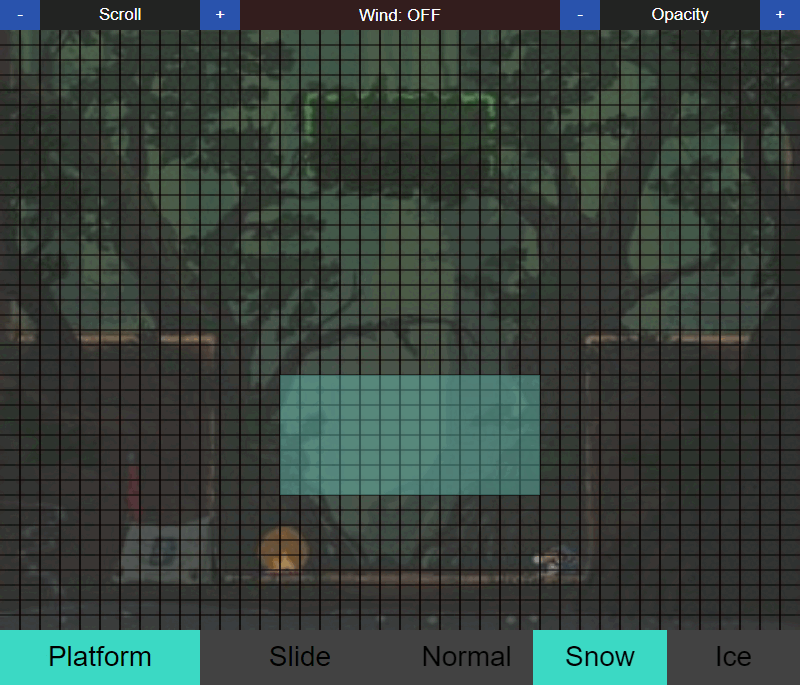 - Scroll + Wind: OFF - Opacity +
Platform Slide Normal Snow Ice